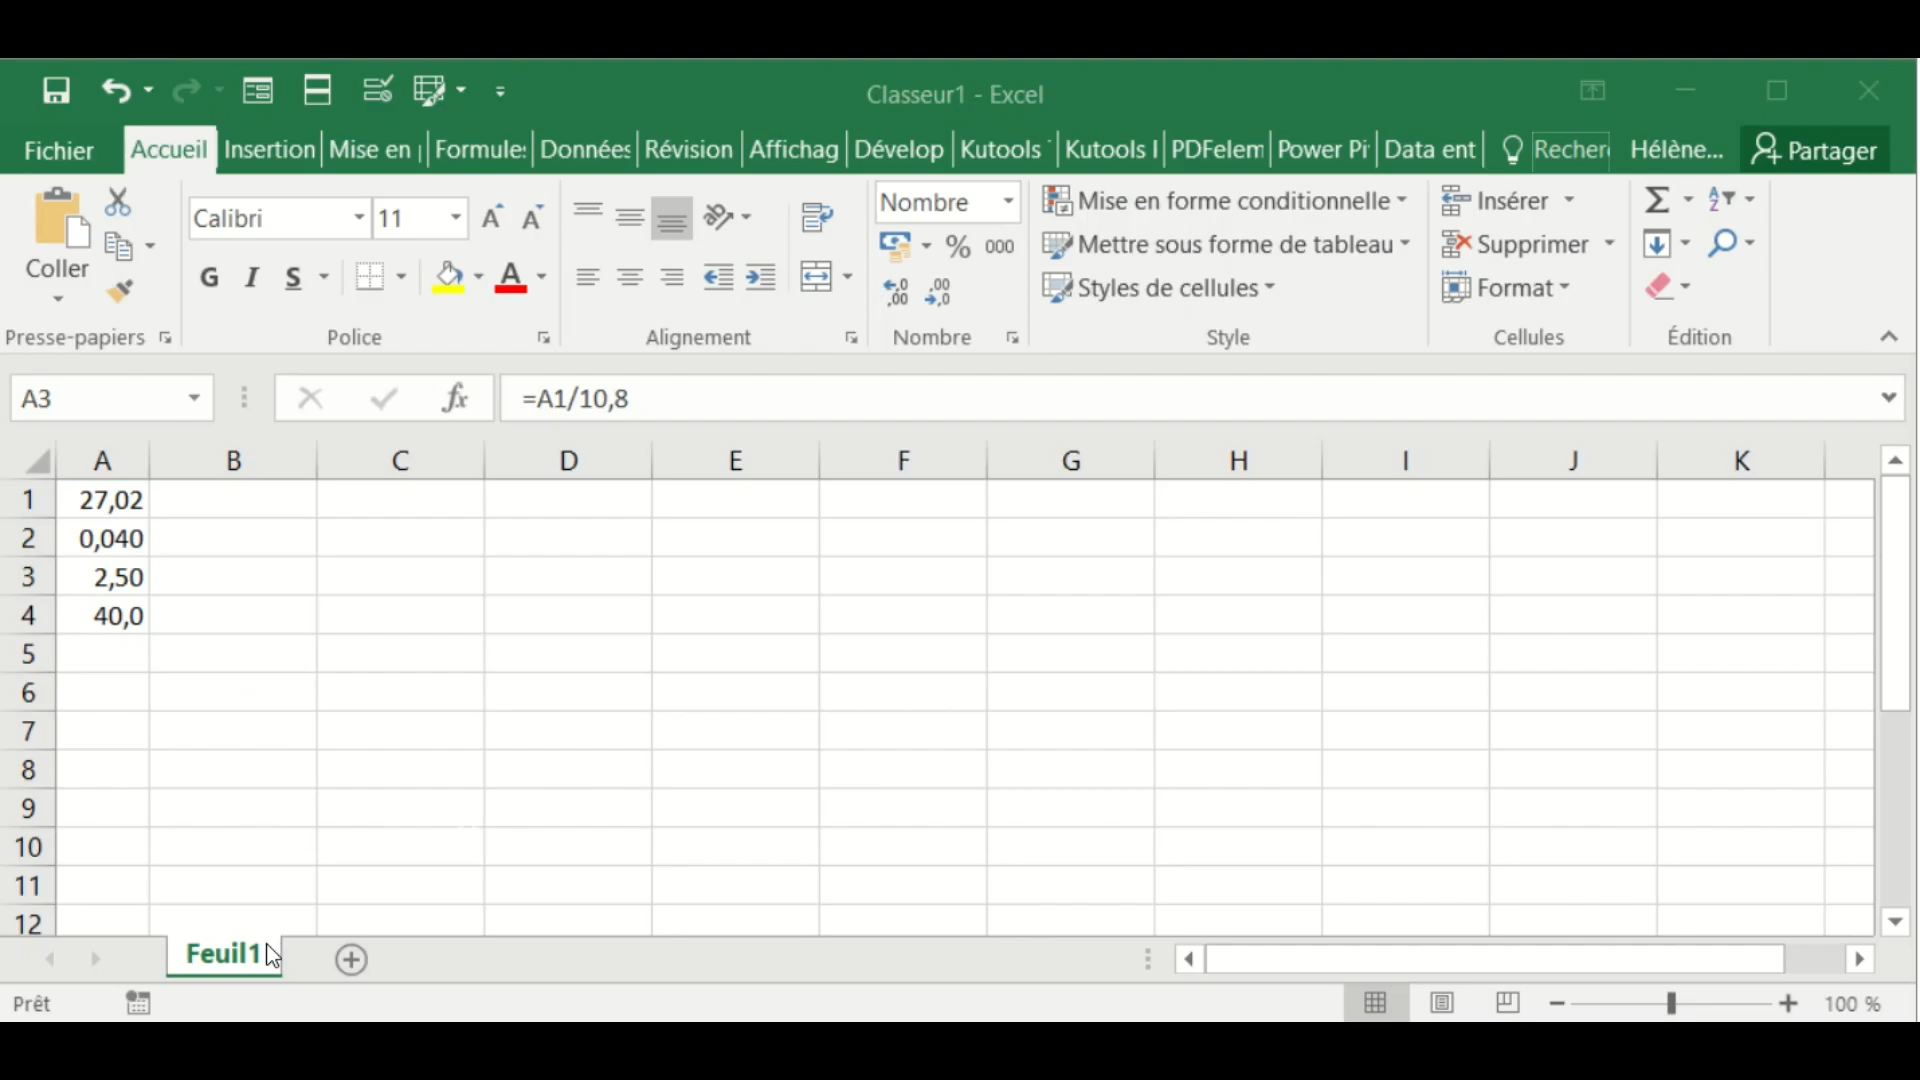 Classeur1 - Excel
Fichier Accueil Insertion Mise en Formules Données Révision Affichag Dévelop Kutools Kutools PDFelem Power Pi Data ent Recher Hélène... Partager
Coller
Calibri 11
G I S A
Nombre
% 000
Mise en forme conditionnelle
Mettre sous forme de tableau
Styles de cellules
Insérer
Supprimer
Format
Presse-papiers Police Alignement Nombre Style Cellules Édition
A3 fx =A1/10,8
A B C D E F G H I J K
1 27,02
2 0,040
3 2,50
4 40,0
5
6
7
8
9
10
11
12
Feuil1
Prêt 100 %